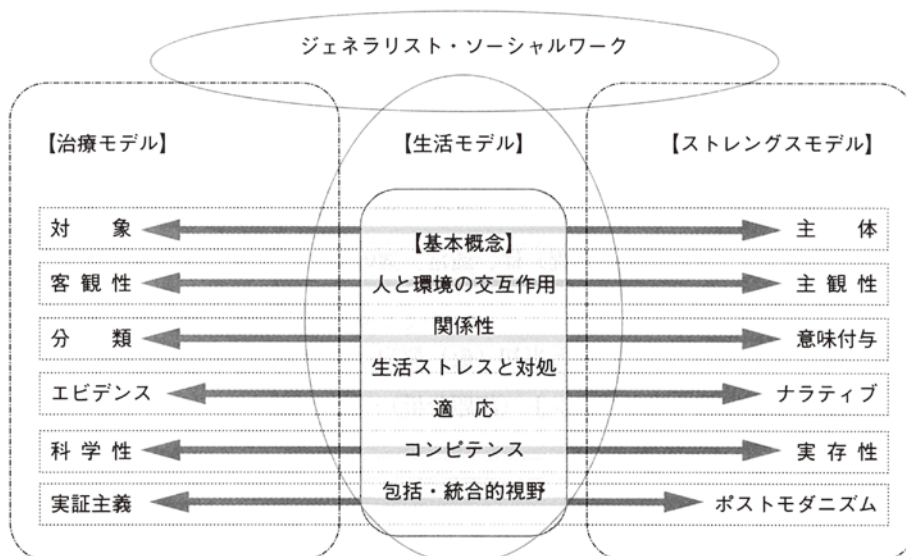 ジェネラリスト・ソーシャルワーク
【治療モデル】
【生活モデル】
【ストレングスモデル】
対　象
主　体
【基本概念】
客観性
人と環境の交互作用
主観性
関係性
分　類
意味付与
生活ストレスと対処
エビデンス
ナラティブ
適　応
科学性
コンピテンス
実存性
包括・統合的視野
実証主義
ポストモダニズム